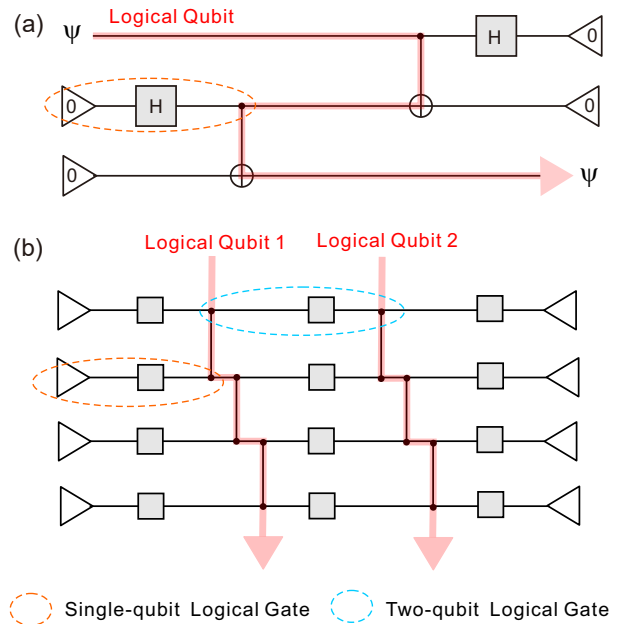 (a)
Logical Qubit
ψ
H
0
0
H
0
0
ψ
(b)
Logical Qubit 1 Logical Qubit 2
Single-qubit Logical Gate Two-qubit Logical Gate